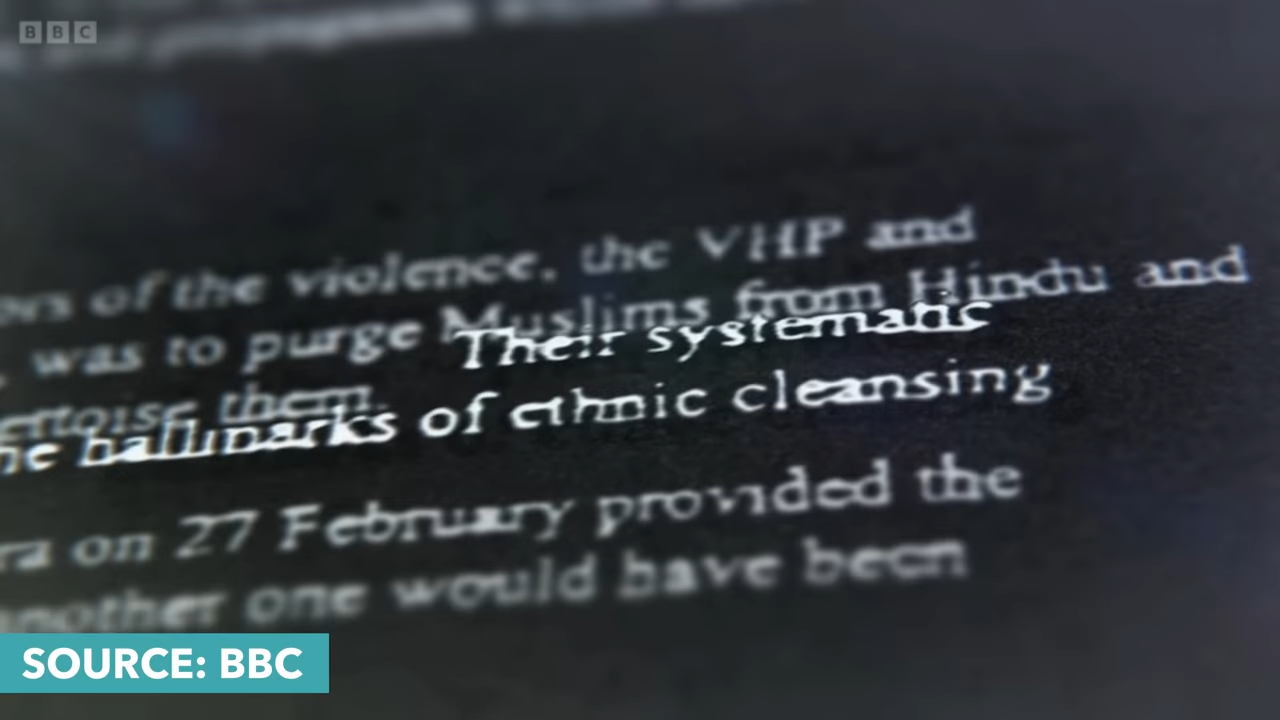 BBC
of the violence, the VHP and
, was to purge Muslims from Hindu and
them.
Their systematic
hallmarks of ethnic cleansing
on 27 February provided the
another one would have been
SOURCE: BBC